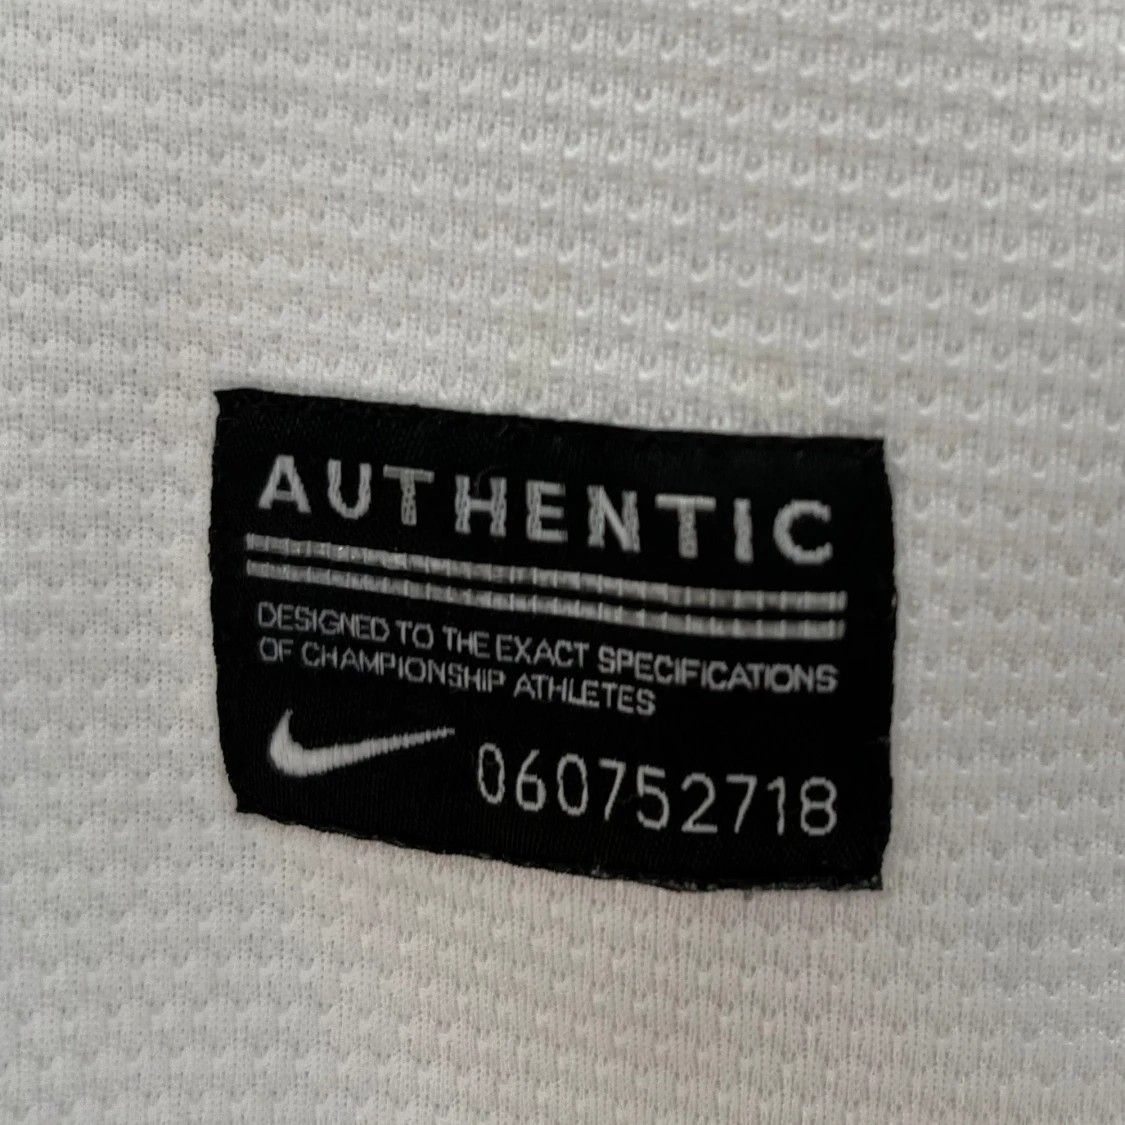 AUTHENTIC
DESIGNED TO THE EXACT SPECIFICATIONS
OF CHAMPIONSHIP ATHLETES
060752718